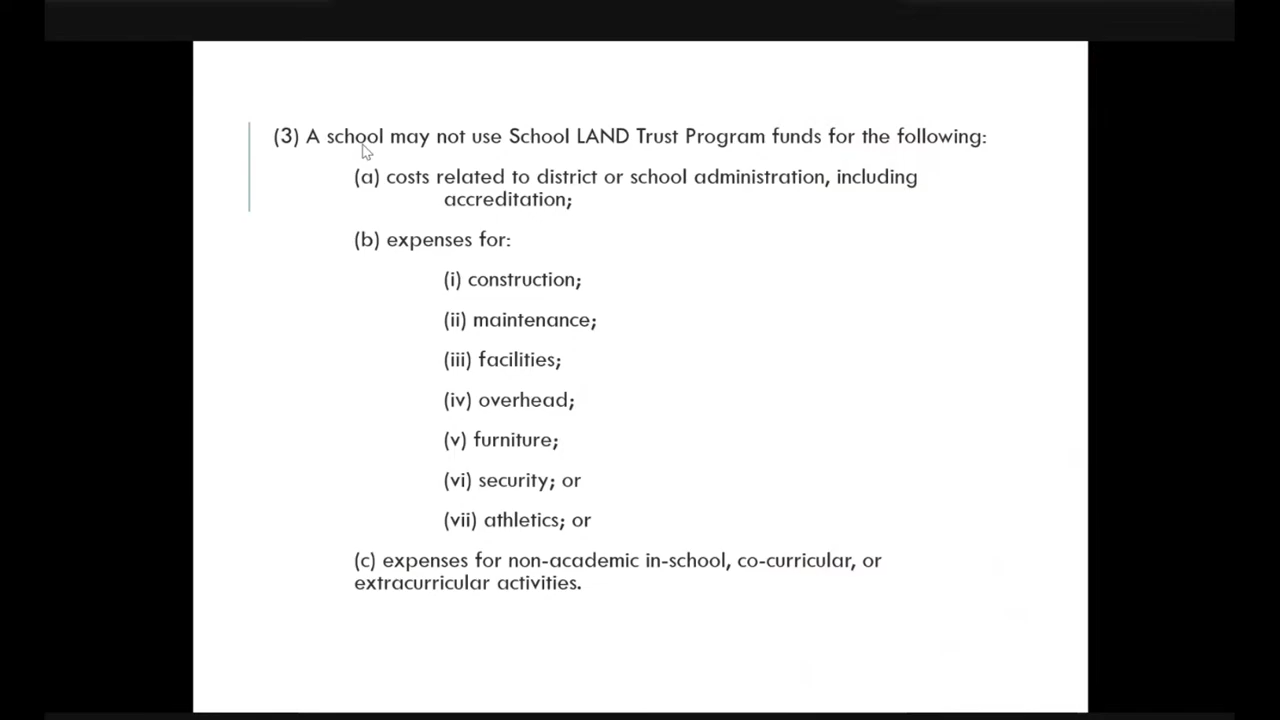 (3) A school may not use School LAND Trust Program funds for the following:
(a) costs related to district or school administration, including
accreditation;
(b) expenses for:
(i) construction;
(ii) maintenance;
(iii) facilities;
(iv) overhead;
(v) furniture;
(vi) security; or
(vii) athletics; or
(c) expenses for non-academic in-school, co-curricular, or
extracurricular activities.